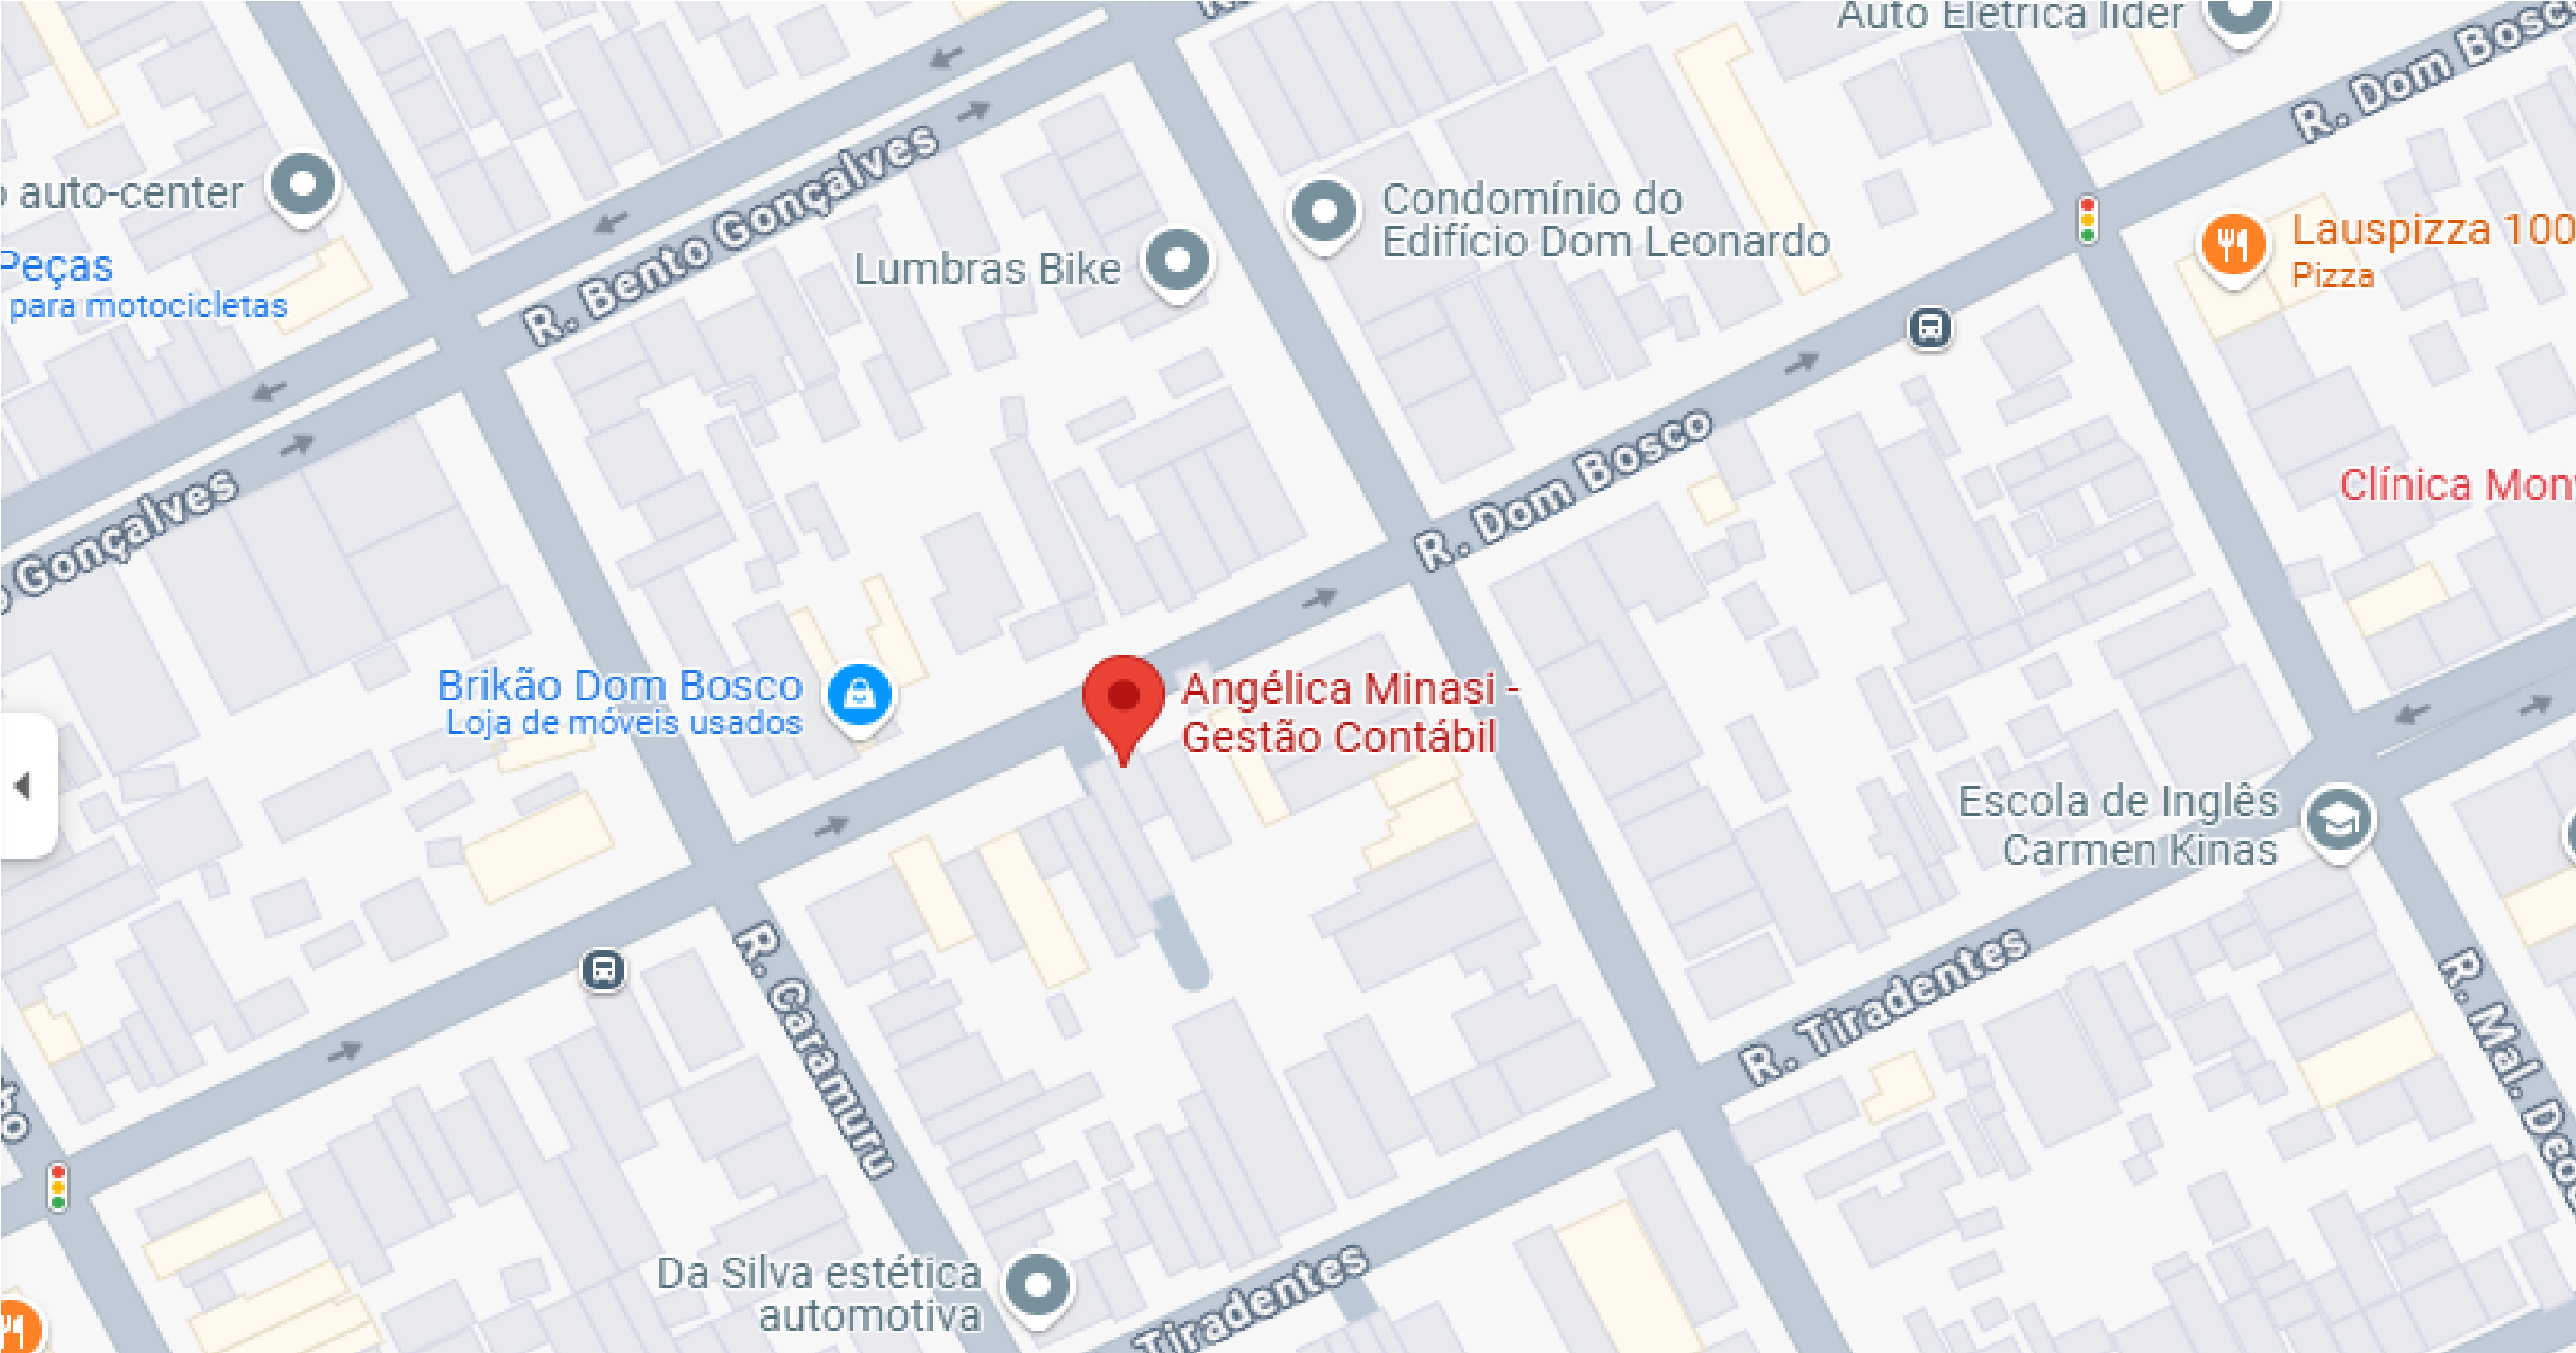 Auto Elétrica líder
R. Dom Bosco
auto-center
Peças
para motocicletas
R. Bento Gonçalves
Lumbras Bike
Condomínio do
Edifício Dom Leonardo
Lauspizza 100
Pizza
Gonçalves
R. Dom Bosco
Clínica
Brikão Dom Bosco
Loja de móveis usados
Angélica Minasi -
Gestão Contábil
Escola de Inglês
Carmen Kinas
R. Caramuru
R. Tiradentes
R. Mal. Deo
Da Silva estética
automotiva
Tiradentes